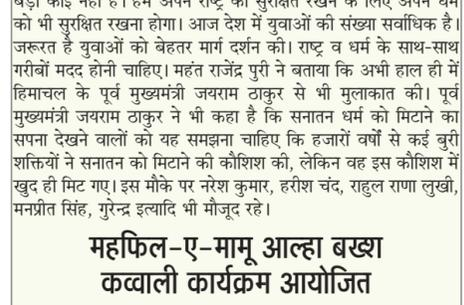 बड़ा कोई नहीं है। हमें अपने राष्ट्र को सुरक्षित रखने के लिए अपने धर्म
को भी सुरक्षित रखना होगा। आज देश में युवाओं की संख्या सर्वाधिक है।
जरूरत है युवाओं को बेहतर मार्ग दर्शन की। राष्ट्र व धर्म के साथ-साथ
गरीबों मदद होनी चाहिए। महंत राजेंद्र पुरी ने बताया कि अभी हाल ही में
हिमाचल के पूर्व मुख्यमंत्री जयराम ठाकुर से भी मुलाकात की। पूर्व
मुख्यमंत्री जयराम ठाकुर ने भी कहा है कि सनातन धर्म को मिटाने का
सपना देखने वालों को यह समझना चाहिए कि हजारों वर्षों से कई बुरी
शक्तियों ने सनातन को मिटाने की कौशिश की, लेकिन वह इस कौशिश में
खुद ही मिट गए। इस मौके पर नरेश कुमार, हरीश चंद, राहुल राणा लुखी,
मनप्रीत सिंह, गुरेन्द्र इत्यादि भी मौजूद रहे।
महफिल-ए-मामू आल्हा बख्श
कव्वाली कार्यक्रम आयोजित